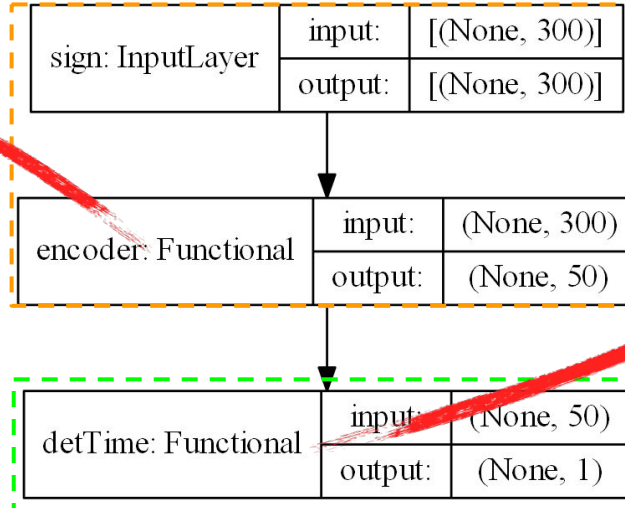 sign: InputLayer
input:
[(None, 300)]
output:
[(None, 300)]
encoder: Functional
input:
(None, 300)
output:
(None, 50)
detTime: Functional
input:
(None, 50)
output:
(None, 1)